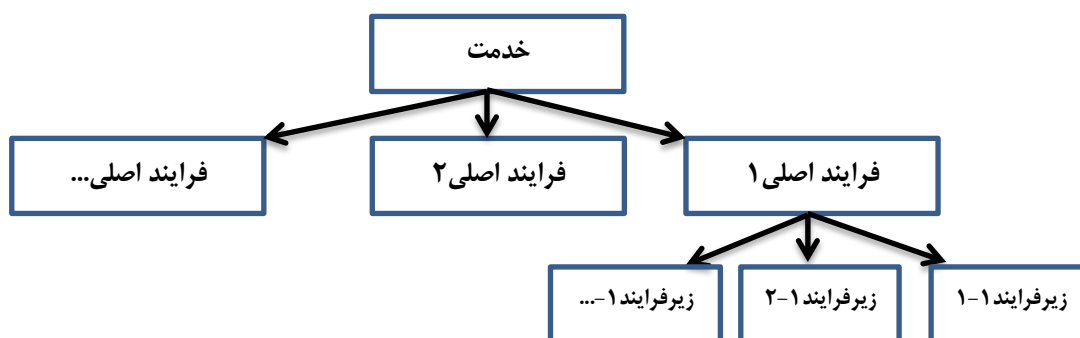 خدمت
فرایند اصلی۱
فرایند اصلی۲
فرایند اصلی...
زیرفرایند۱-۱
زیرفرایند۱-۲
زیرفرایند۱-...